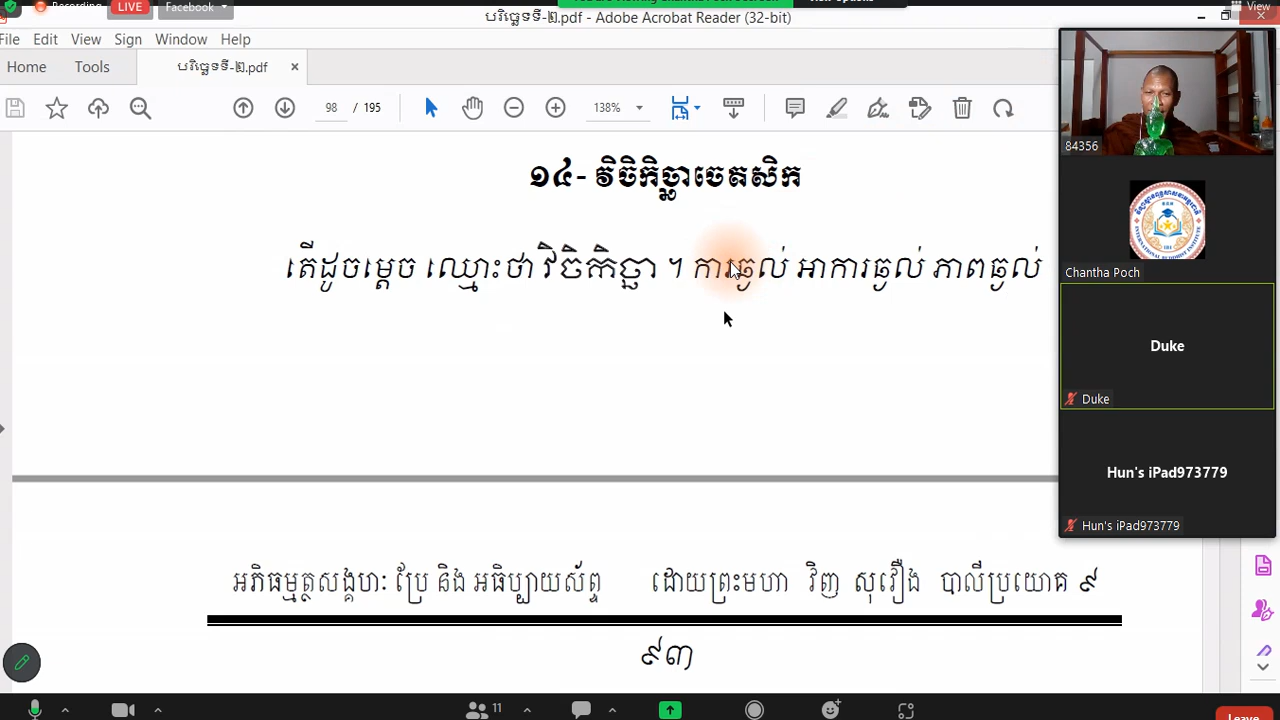 LIVE
Facebook
View
បរិច្ឆេទទី-២.pdf - Adobe Acrobat Reader (32-bit)
File Edit View Sign Window Help
Home Tools បរិច្ឆេទទី-២.pdf ×
98 / 195 138%
84356
១៤- វិចិកិច្ឆាចេតសិក
Chantha Poch
តើដូចម្តេច ឈ្មោះថា វិចិកិច្ឆា ។ ការឆ្ងល់ អាការឆ្ងល់ ភាពឆ្ងល់
Duke
Duke
Hun's iPad973779
Hun's iPad973779
អភិធម្មត្ថសង្គហៈ ប្រែ និង អធិប្បាយស័ព្ទ ដោយព្រះមហា វិញ សុវឿង បាលីប្រយោគ ៩
៩៣
11
Leave